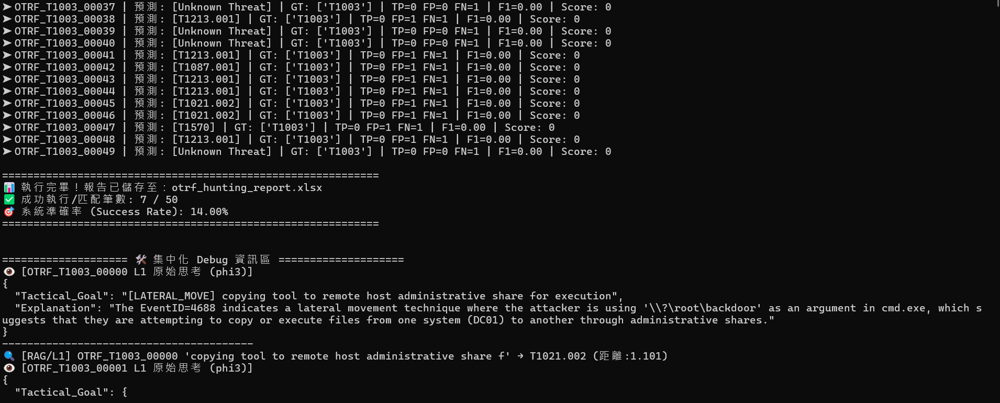 ➤ OTRF_T1003_00037 | 預測: [Unknown Threat] | GT: ['T1003'] | TP=0 FP=0 FN=1 | F1=0.00 | Score: 0
➤ OTRF_T1003_00038 | 預測: [T1213.001] | GT: ['T1003'] | TP=0 FP=1 FN=1 | F1=0.00 | Score: 0
➤ OTRF_T1003_00039 | 預測: [Unknown Threat] | GT: ['T1003'] | TP=0 FP=0 FN=1 | F1=0.00 | Score: 0
➤ OTRF_T1003_00040 | 預測: [Unknown Threat] | GT: ['T1003'] | TP=0 FP=0 FN=1 | F1=0.00 | Score: 0
➤ OTRF_T1003_00041 | 預測: [T1213.001] | GT: ['T1003'] | TP=0 FP=1 FN=1 | F1=0.00 | Score: 0
➤ OTRF_T1003_00042 | 預測: [T1087.001] | GT: ['T1003'] | TP=0 FP=1 FN=1 | F1=0.00 | Score: 0
➤ OTRF_T1003_00043 | 預測: [T1213.001] | GT: ['T1003'] | TP=0 FP=1 FN=1 | F1=0.00 | Score: 0
➤ OTRF_T1003_00044 | 預測: [T1213.001] | GT: ['T1003'] | TP=0 FP=1 FN=1 | F1=0.00 | Score: 0
➤ OTRF_T1003_00045 | 預測: [T1021.002] | GT: ['T1003'] | TP=0 FP=1 FN=1 | F1=0.00 | Score: 0
➤ OTRF_T1003_00046 | 預測: [T1021.002] | GT: ['T1003'] | TP=0 FP=1 FN=1 | F1=0.00 | Score: 0
➤ OTRF_T1003_00047 | 預測: [T1570] | GT: ['T1003'] | TP=0 FP=1 FN=1 | F1=0.00 | Score: 0
➤ OTRF_T1003_00048 | 預測: [T1213.001] | GT: ['T1003'] | TP=0 FP=1 FN=1 | F1=0.00 | Score: 0
➤ OTRF_T1003_00049 | 預測: [Unknown Threat] | GT: ['T1003'] | TP=0 FP=0 FN=1 | F1=0.00 | Score: 0
============================================================
📊 執行完畢！報告已儲存至：otrf_hunting_report.xlsx
✅ 成功執行/匹配筆數: 7 / 50
🎯 系統準確率 (Success Rate): 14.00%
============================================================
==================== 🛠️ 集中化 Debug 資訊區 ====================
👁️ [OTRF_T1003_00000 L1 原始思考 (phi3)]
{
"Tactical_Goal": "[LATERAL_MOVE] copying tool to remote host administrative share for execution",
"Explanation": "The EventID=4688 indicates a lateral movement technique where the attacker is using '\\?\root\backdoor' as an argument in cmd.exe, which s
uggests that they are attempting to copy or execute files from one system (DC01) to another through administrative shares."
}
----------------------------------------
🔍 [RAG/L1] OTRF_T1003_00000 'copying tool to remote host administrative share f' → T1021.002 (距離:1.101)
👁️ [OTRF_T1003_00001 L1 原始思考 (phi3)]
{
"Tactical_Goal": {